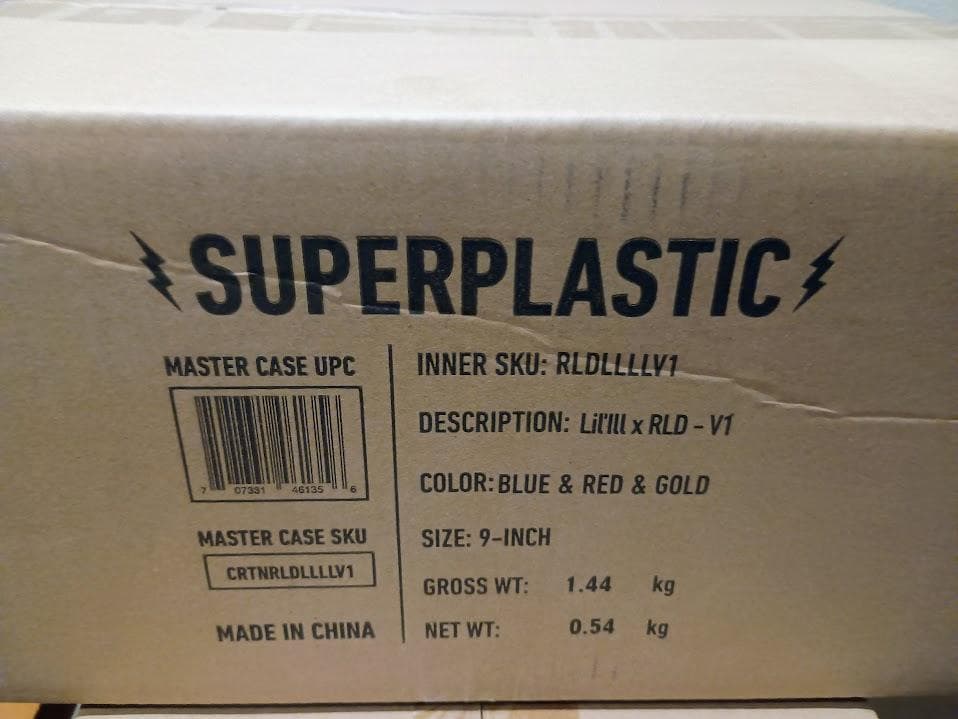 SUPERPLASTIC
MASTER CASE UPC
7 07381 46135 6
MASTER CASE SKU
CRTNRLDLLLLV1
MADE IN CHINA
INNER SKU: RLDLLLLV1
DESCRIPTION: Lil'Ill x RLD - V1
COLOR: BLUE & RED & GOLD
SIZE: 9-INCH
GROSS WT: 1.44 kg
NET WT: 0.54 kg